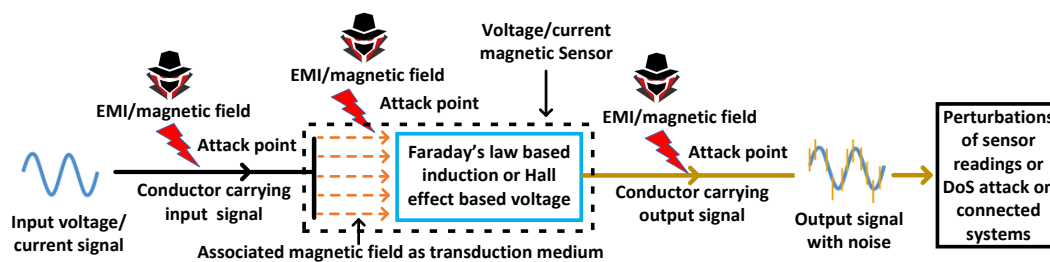 Voltage/current
magnetic Sensor
EMI/magnetic field
EMI/magnetic field
EMI/magnetic field
Attack point
Attack point
Attack point
Conductor carrying
input signal
Faraday's law based
induction or Hall
effect based voltage
Conductor carrying
output signal
Input voltage/
current signal
Associated magnetic field as transduction medium
Output signal
with noise
Perturbations
of sensor
readings or
DoS attack on
connected
systems